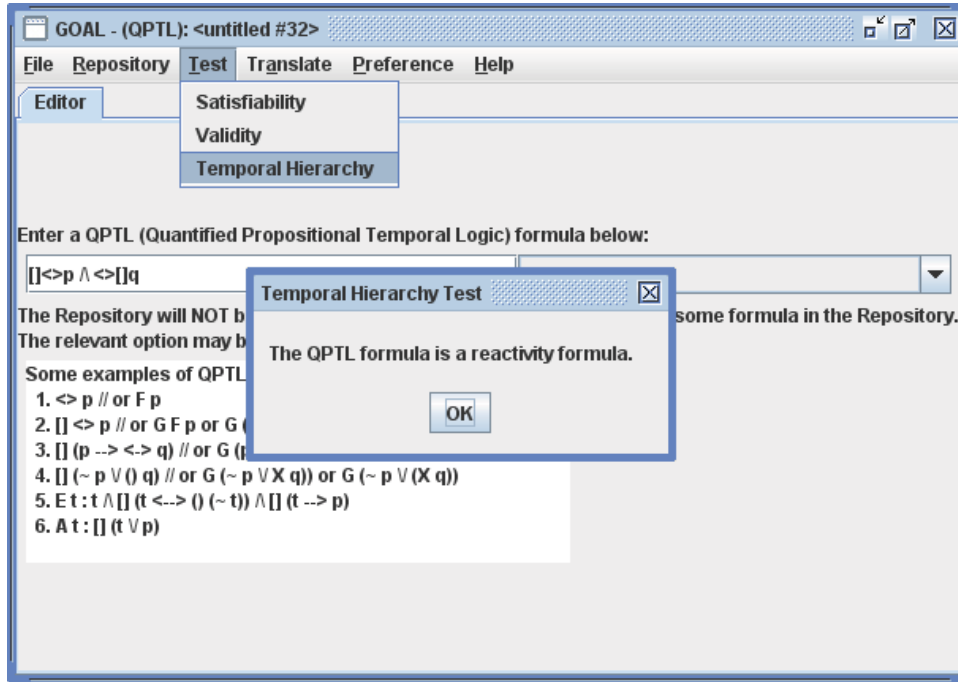 GOAL - (QPTL): <untitled #32>
File Repository Test Translate Preference Help
Editor
Satisfiability
Validity
Temporal Hierarchy
Enter a QPTL (Quantified Propositional Temporal Logic) formula below:
[]<>p /\ <>[]q
Temporal Hierarchy Test
The Repository will NOT b some formula in the Repository.
The relevant option may b
The QPTL formula is a reactivity formula.
OK
Some examples of QPTL
1. <> p // or F p
2. [] <> p // or G F p or G (
3. [] (p --> <-> q) // or G (p
4. [] (~ p \/ () q) // or G (~ p \/ X q)) or G (~ p \/ (X q))
5. E t : t /\ [] (t <--> () (~ t)) /\ [] (t --> p)
6. A t : [] (t \/ p)